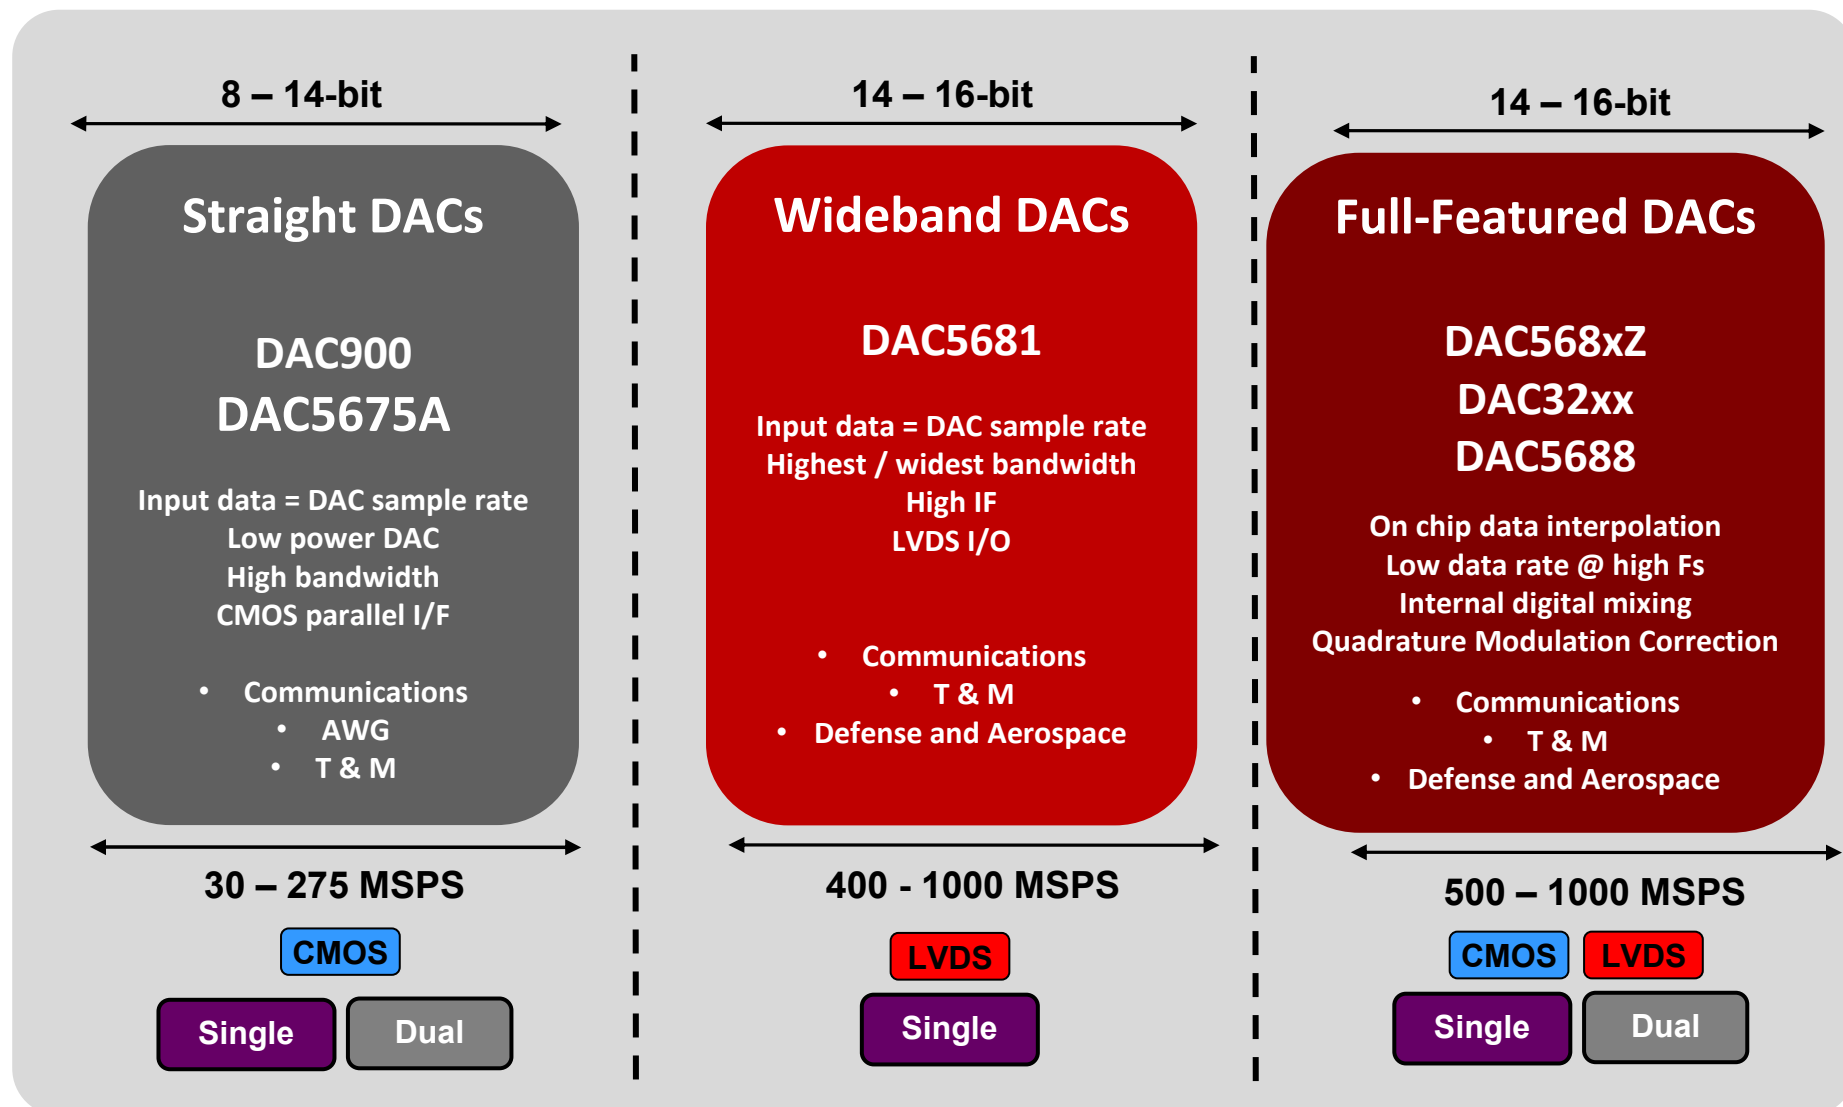 8 – 14-bit
Straight DACs
DAC900
DAC5675A
Input data = DAC sample rate
Low power DAC
High bandwidth
CMOS parallel I/F
• Communications
• AWG
• T & M
30 – 275 MSPS
CMOS
Single Dual
14 – 16-bit
Wideband DACs
DAC5681
Input data = DAC sample rate
Highest / widest bandwidth
High IF
LVDS I/O
• Communications
• T & M
• Defense and Aerospace
400 - 1000 MSPS
LVDS
Single
14 – 16-bit
Full-Featured DACs
DAC568xZ
DAC32xx
DAC5688
On chip data interpolation
Low data rate @ high Fs
Internal digital mixing
Quadrature Modulation Correction
• Communications
• T & M
• Defense and Aerospace
500 – 1000 MSPS
CMOS LVDS
Single Dual